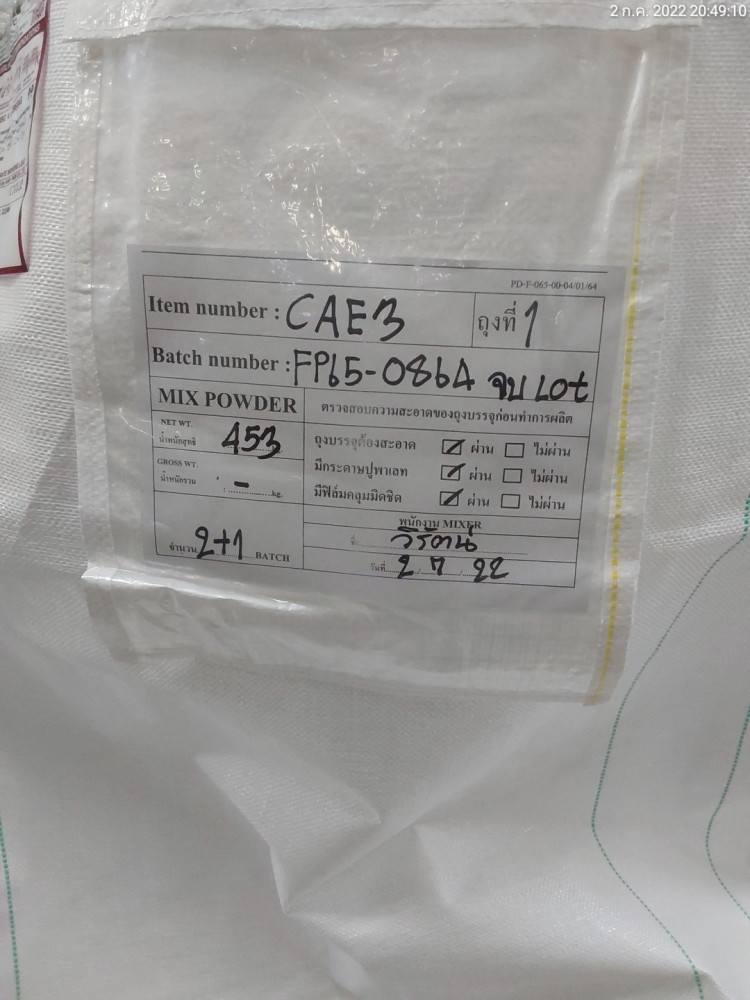 2 ก.ค. 2022 20:49:10
PD-F-065-00-04/01/64
Item number : CAE3 ถุงที่ 1
Batch number : FP65-0864 จบ Lot
MIX POWDER ตรวจสอบความสะอาดของถุงบรรจุก่อนทำการผลิต
NET WT.
น้ำหนักสุทธิ 453
ถุงบรรจุต้องสะอาด ☑ ผ่าน ☐ ไม่ผ่าน
GROSS WT.
น้ำหนักรวม : - kg.
มีกระดาษปูพาเลท ☑ ผ่าน ☐ ไม่ผ่าน
มีฟิล์มคลุมมิดชิด ☑ ผ่าน ☐ ไม่ผ่าน
พนักงาน MIXER
จำนวน 2+1 BATCH
ชื่อ วิรัตน์
วันที่ 2 / 7 / 22